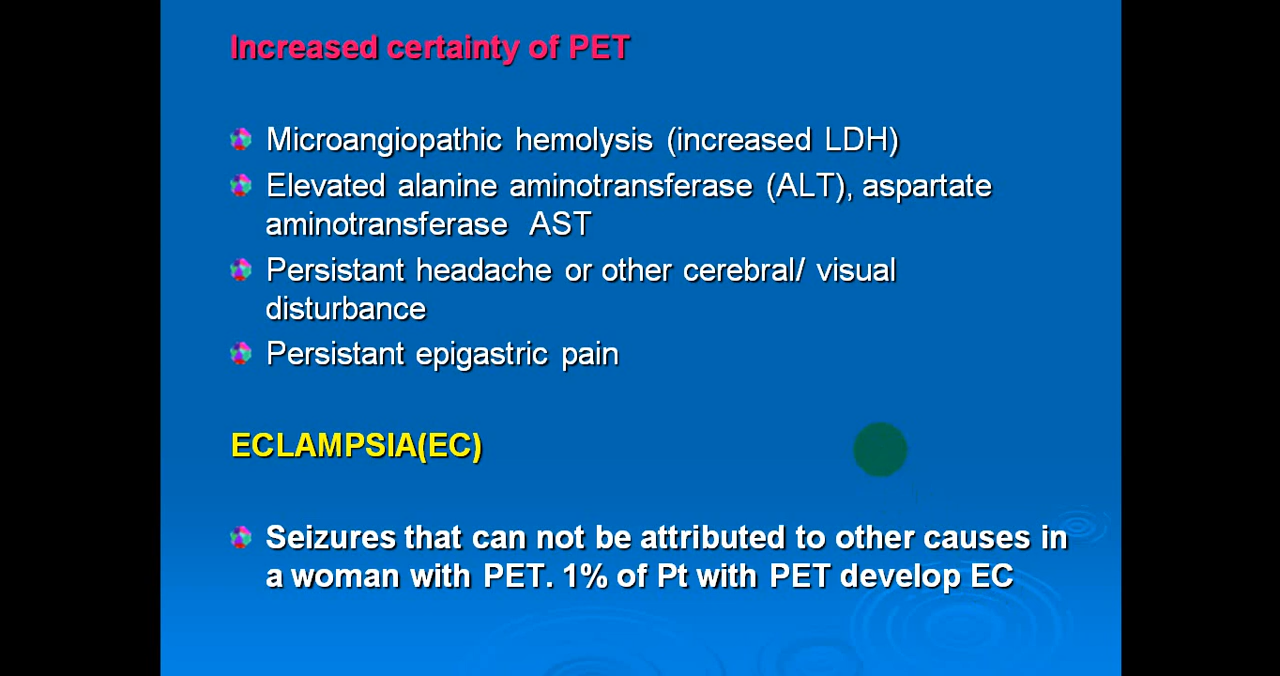 Increased certainty of PET
Microangiopathic hemolysis (increased LDH)
Elevated alanine aminotransferase (ALT), aspartate
aminotransferase AST
Persistant headache or other cerebral/ visual
disturbance
Persistant epigastric pain
ECLAMPSIA(EC)
Seizures that can not be attributed to other causes in
a woman with PET. 1% of Pt with PET develop EC